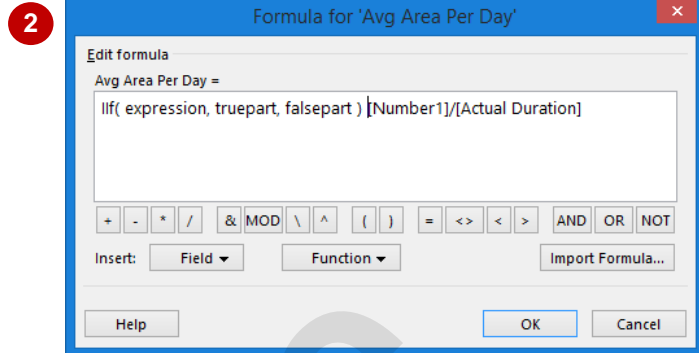 2
Formula for 'Avg Area Per Day'
×
Edit formula
Avg Area Per Day =
IIf( expression, truepart, falsepart ) [Number1]/[Actual Duration]
+ - * / & MOD \ ^ ( ) = <> < > AND OR NOT
Insert: Field Function Import Formula...
Help OK Cancel